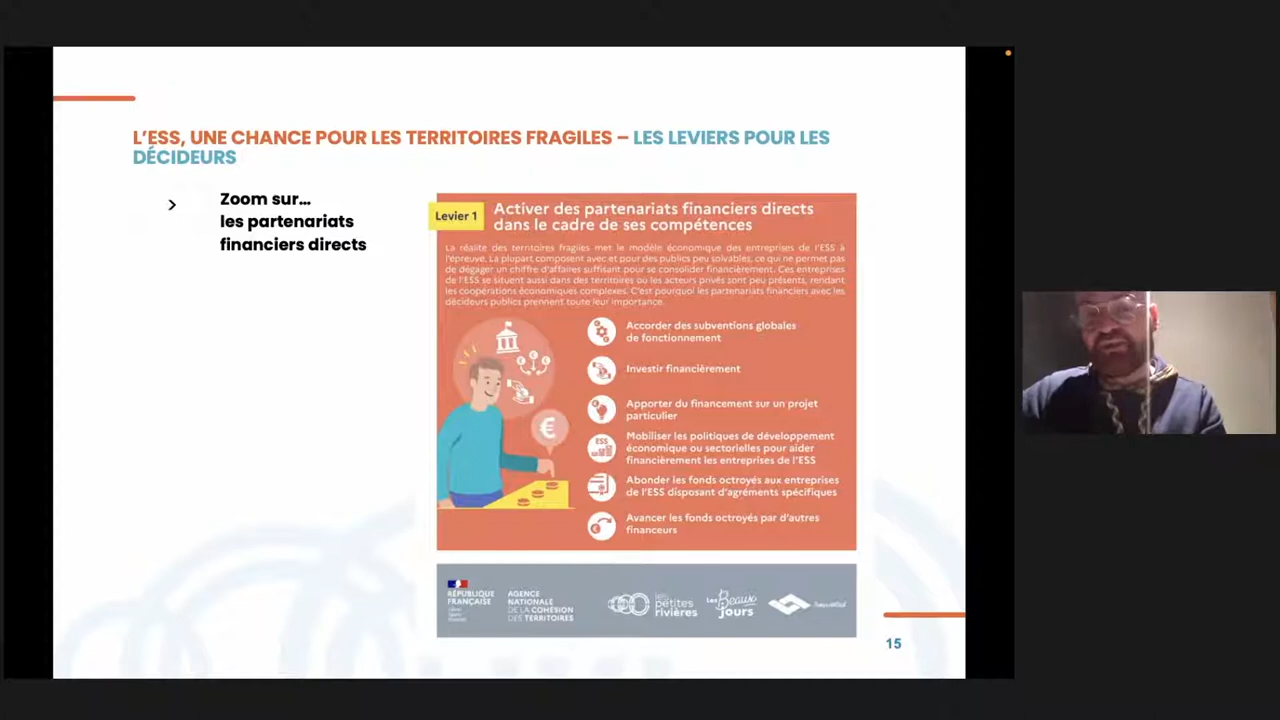 L'ESS, UNE CHANCE POUR LES TERRITOIRES FRAGILES – LES LEVIERS POUR LES
DÉCIDEURS
Zoom sur...
les partenariats
financiers directs
Levier 1
Activer des partenariats financiers directs
dans le cadre de ses compétences
La réalité des territoires fragiles met le modèle économique des entreprises de l'ESS à
l'épreuve. La plupart composent avec et pour des publics peu solvables, ce qui ne permet pas
de dégager un chiffre d'affaires suffisant pour se consolider financièrement. Ces entreprises
de l'ESS se situent aussi dans des territoires où les acteurs privés sont peu présents, rendant
les coopérations économiques complexes. C'est pourquoi les partenariats financiers avec les
décideurs publics prennent toute leur importance.
Accorder des subventions globales
de fonctionnement
Investir financièrement
Apporter du financement sur un projet
particulier
ESS
Mobiliser les politiques de développement
économique ou sectorielles pour aider
financièrement les entreprises de l'ESS
Abonder les fonds octroyés aux entreprises
de l'ESS disposant d'agréments spécifiques
Avancer les fonds octroyés par d'autres
financeurs
€
RÉPUBLIQUE
FRANÇAISE
AGENCE
NATIONALE
DE LA COHÉSION
DES TERRITOIRES
les
petites
rivières
Les Beaux
jours
15